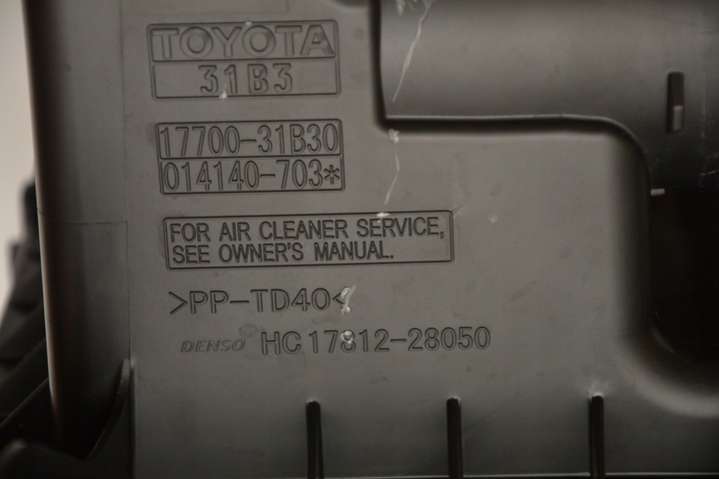 TOYOTA
31B3
17700-31B30
014140-703*
FOR AIR CLEANER SERVICE,
SEE OWNER'S MANUAL.
>PP-TD40<
DENSO HC 17812-28050